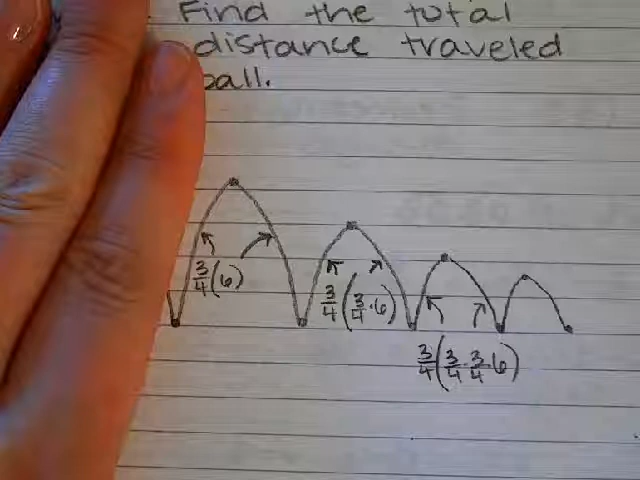 Find the total
distance traveled
ball.
3/4(6)
3/4(3/4·6)
3/4(3/4·3/4·6)